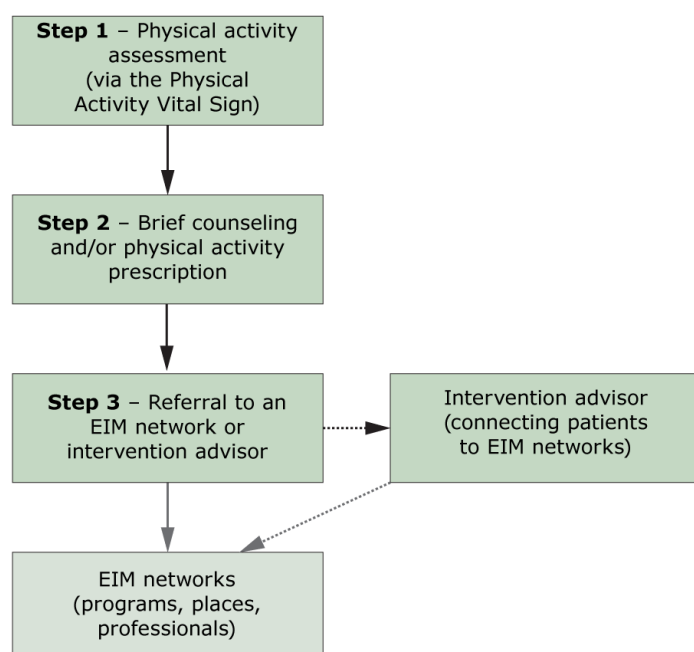 Step 1 – Physical activity
assessment
(via the Physical
Activity Vital Sign)
Step 2 – Brief counseling
and/or physical activity
prescription
Step 3 – Referral to an
EIM network or
intervention advisor
Intervention advisor
(connecting patients
to EIM networks)
EIM networks
(programs, places,
professionals)